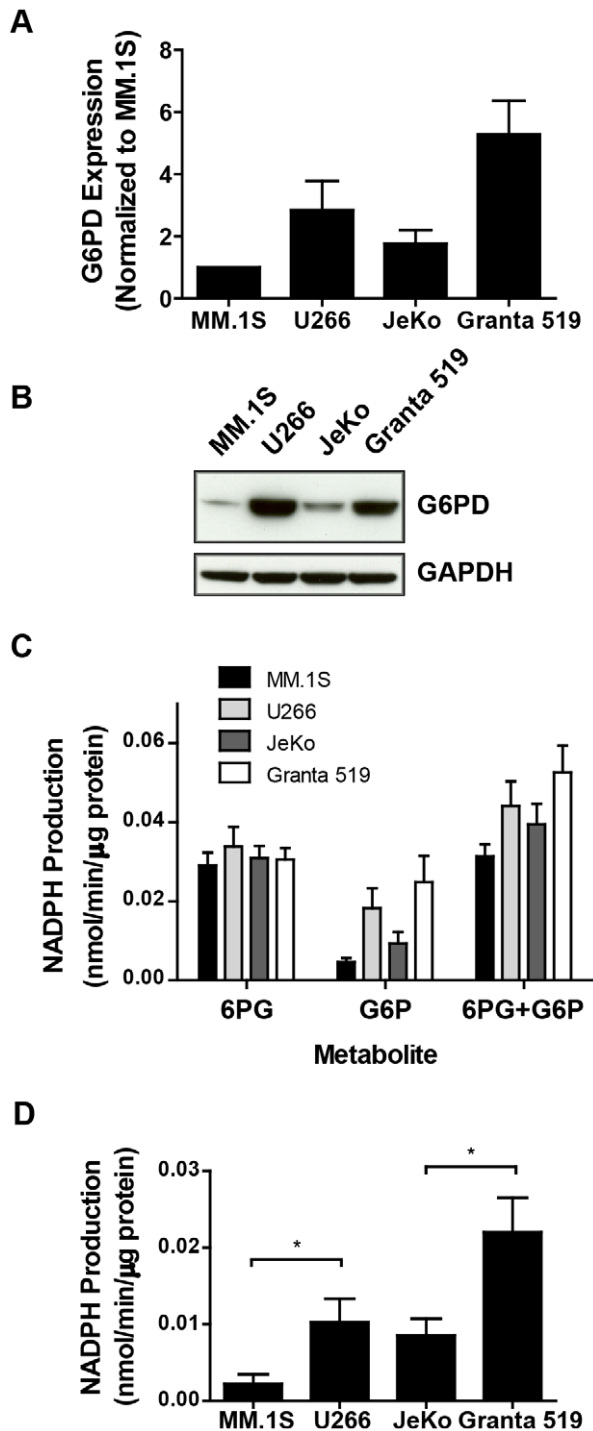 A
G6PD Expression
(Normalized to MM.1S)
8
6
4
2
0
MM.1S U266 JeKo Granta 519
B
MM.1S U266 JeKo Granta 519
G6PD
GAPDH
C
MM.1S
U266
JeKo
Granta 519
NADPH Production
(nmol/min/µg protein)
0.06
0.04
0.02
0.00
6PG G6P 6PG+G6P
Metabolite
D
NADPH Production
(nmol/min/µg protein)
0.03
0.02
0.01
0.00
*
*
MM.1S U266 JeKo Granta 519